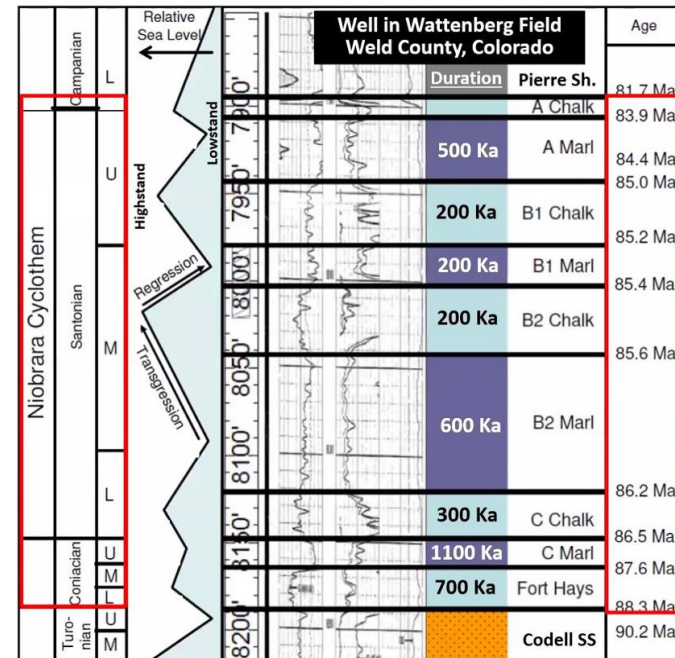 Relative
Sea Level
Well in Wattenberg Field
Weld County, Colorado
Age
Campanian
L
Duration
Pierre Sh.
81.7 Ma
7900'
A Chalk
83.9 Ma
Lowstand
Highstand
U
500 Ka
A Marl
84.4 Ma
85.0 Ma
7950'
200 Ka
B1 Chalk
85.2 Ma
Niobrara Cyclothem
Santonian
Regression
8000'
200 Ka
B1 Marl
85.4 Ma
200 Ka
B2 Chalk
M
Transgression
8050'
85.6 Ma
600 Ka
B2 Marl
8100'
L
86.2 Ma
300 Ka
C Chalk
8150'
86.5 Ma
Coniacian
U
1100 Ka
C Marl
87.6 Ma
M
700 Ka
Fort Hays
L
88.3 Ma
Turo-
nian
U
8200'
Codell SS
90.2 Ma
M